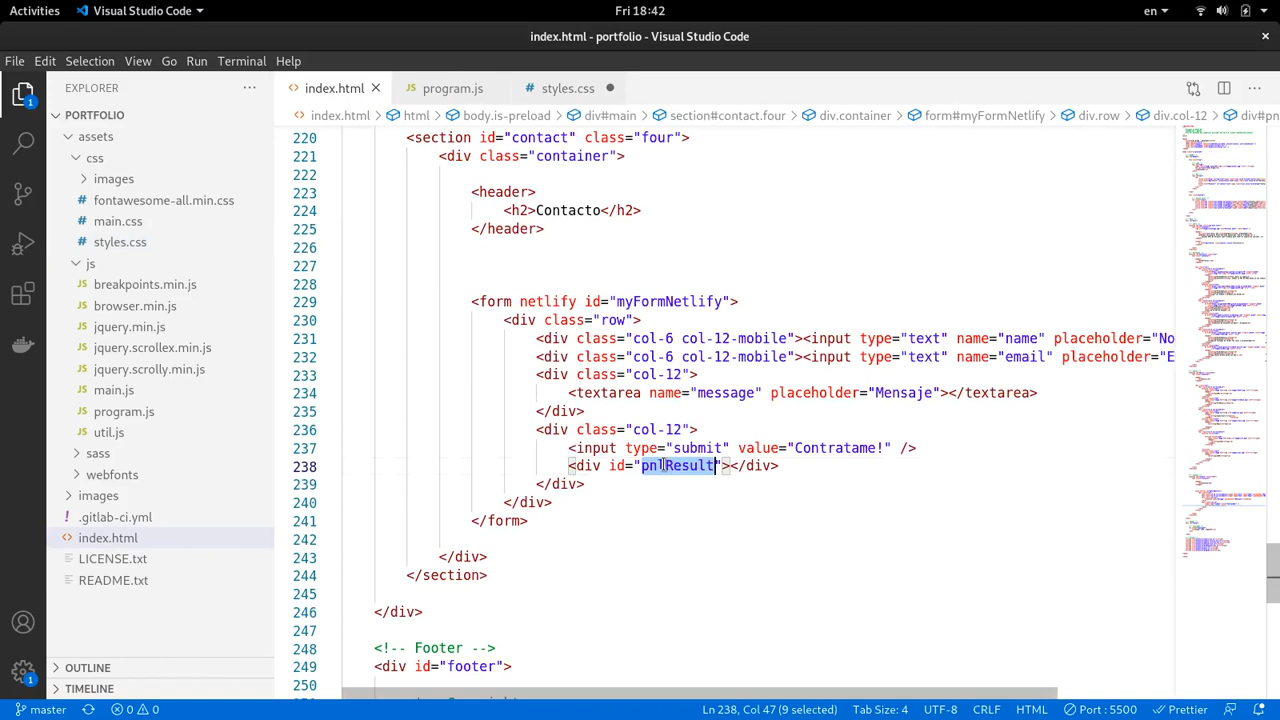 Activities Visual Studio Code Fri 18:42 en
index.html - portfolio - Visual Studio Code
File Edit Selection View Go Run Terminal Help
EXPLORER ··· index.html program.js styles.css ···
PORTFOLIO index.html > html > body.is-preload > div#main > section#contact.four > div.container > form#myFormNetlify > div.row > div.col-12 > div#pn
assets
css
images
fontawesome-all.min.css
main.css
styles.css
js
breakpoints.min.js
browser.min.js
jquery.min.js
jquery.scrollex.min.js
jquery.scrolly.min.js
main.js
program.js
util.js
sass
webfonts
images
.gitlab-ci.yml
index.html
LICENSE.txt
README.txt
OUTLINE
TIMELINE
220 <section id="contact" class="four">
221 <div class="container">
222
223 <header>
224 <h2>Contacto</h2>
225 </header>
226
227
228
229 <form netlify id="myFormNetlify">
230 <div class="row">
231 <div class="col-6 col-12-mobile"><input type="text" name="name" placeholder="No
232 <div class="col-6 col-12-mobile"><input type="text" name="email" placeholder="E
233 <div class="col-12">
234 <textarea name="message" placeholder="Mensaje"></textarea>
235 </div>
236 <div class="col-12">
237 <input type="submit" value="Contratame!" />
238 <div id="pnlResult"></div>
239 </div>
240 </div>
241 </form>
242
243 </div>
244 </section>
245
246 </div>
247
248 <!-- Footer -->
249 <div id="footer">
250
master 0 0 Ln 238, Col 47 (9 selected) Tab Size: 4 UTF-8 CRLF HTML Port : 5500 Prettier